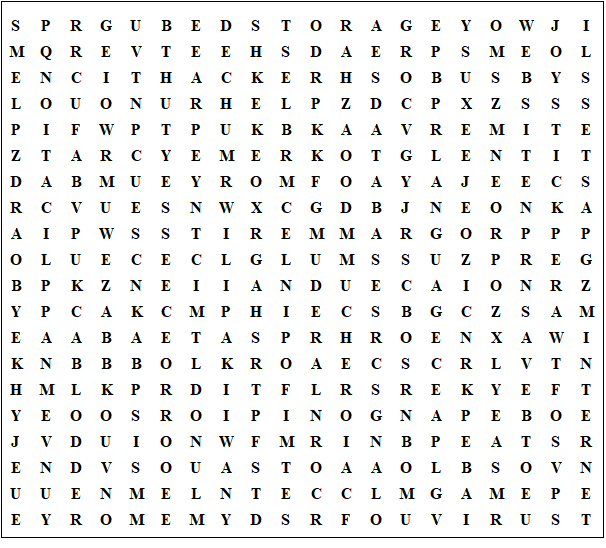 S P R G U B E D S T O R A G E Y O W J I
M Q R E V T E E H S D A E R P S M E O L
E N C I T H A C K E R H S O B U S B Y S
L O U O N U R H E L P Z D C P X Z S S S
P I F W P T P U K B K A A V R E M I T E
Z T A R C Y E M E R K O T G L E N T I T
D A B M U E Y R O M F O A Y A J E E C S
R C V U E S N W X C G D B J N E O N K A
A I P W S S T I R E M M A R G O R P P P
O L U E C E C L G L U M S S U Z P R E G
B P K Z N E I I A N D U E C A I O N R Z
Y P C A K C M P H I E C S B G C Z S A M
E A A B A E T A S P R H R O E N X A W I
K N B B B O L K R O A E C S C R L V T N
H M L K P R D I T F L R S R E K Y E F T
Y E O O S R O I P I N O G N A P E B O E
J V D U I O N W F M R I N B P E A T S R
E N D V S O U A S T O A A O L B S O V N
U U E N M E L N T E C C L M G A M E P E
E Y R O M E M Y D S R F O U V I R U S T